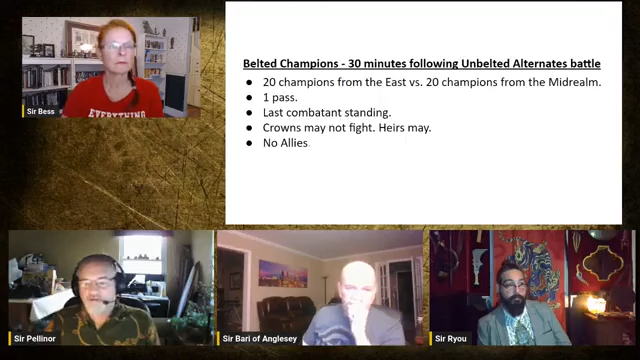 Belted Champions - 30 minutes following Unbelted Alternates battle
● 20 champions from the East vs. 20 champions from the Midrealm.
● 1 pass.
● Last combatant standing.
● Crowns may not fight. Heirs may.
● No Allies
EVERYTHING
Sir Bess
Sir Pellinor
Sir Bari of Anglesey
Sir Ryou